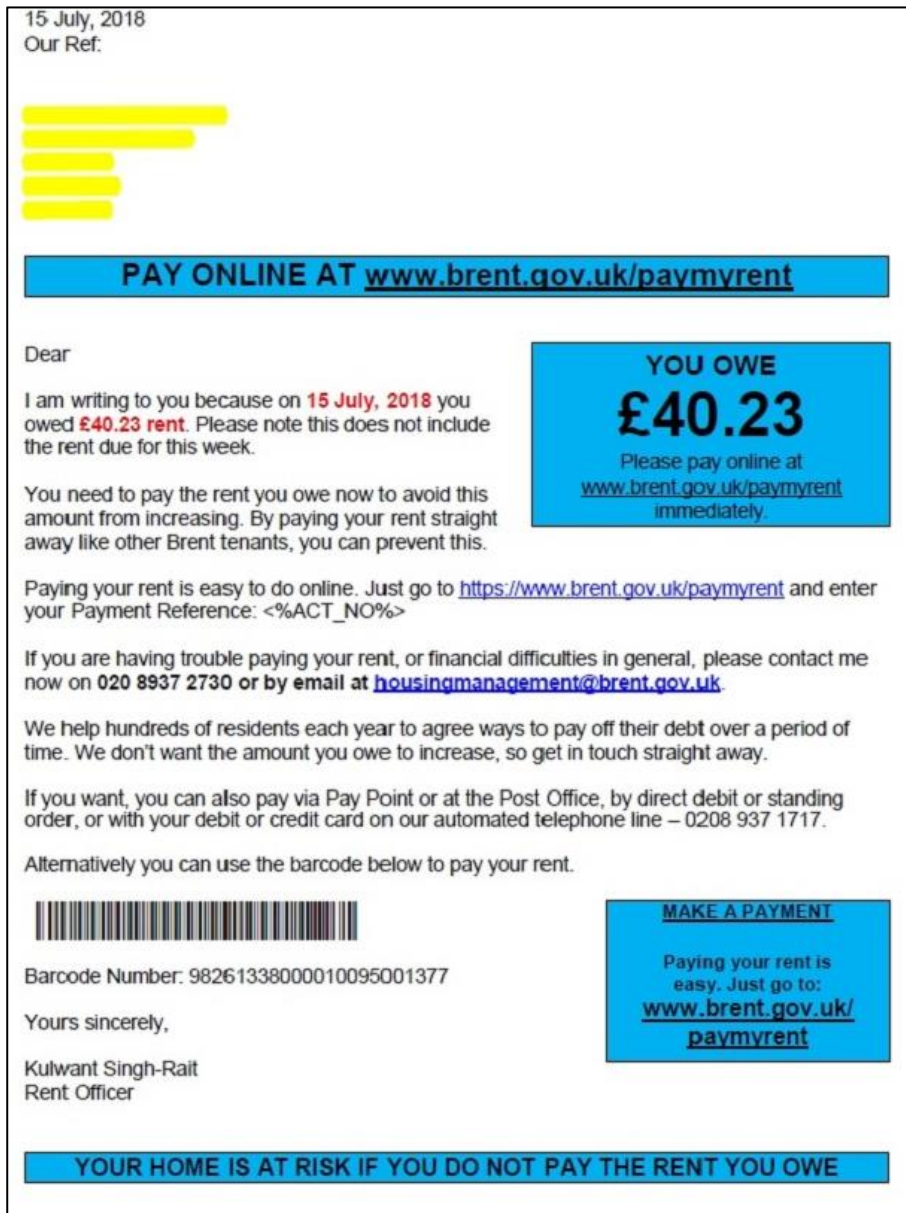 15 July, 2018
Our Ref:
PAY ONLINE AT www.brent.gov.uk/paymyrent
Dear
I am writing to you because on 15 July, 2018 you
owed £40.23 rent. Please note this does not include
the rent due for this week.
YOU OWE
£40.23
Please pay online at
www.brent.gov.uk/paymyrent
immediately.
You need to pay the rent you owe now to avoid this
amount from increasing. By paying your rent straight
away like other Brent tenants, you can prevent this.
Paying your rent is easy to do online. Just go to https://www.brent.gov.uk/paymyrent and enter
your Payment Reference: <%ACT_NO%>
If you are having trouble paying your rent, or financial difficulties in general, please contact me
now on 020 8937 2730 or by email at housingmanagement@brent.gov.uk.
We help hundreds of residents each year to agree ways to pay off their debt over a period of
time. We don't want the amount you owe to increase, so get in touch straight away.
If you want, you can also pay via Pay Point or at the Post Office, by direct debit or standing
order, or with your debit or credit card on our automated telephone line – 0208 937 1717.
Alternatively you can use the barcode below to pay your rent.
Barcode Number: 98261338000010095001377
Yours sincerely,
Kulwant Singh-Rait
Rent Officer
MAKE A PAYMENT
Paying your rent is
easy. Just go to:
www.brent.gov.uk/
paymyrent
YOUR HOME IS AT RISK IF YOU DO NOT PAY THE RENT YOU OWE